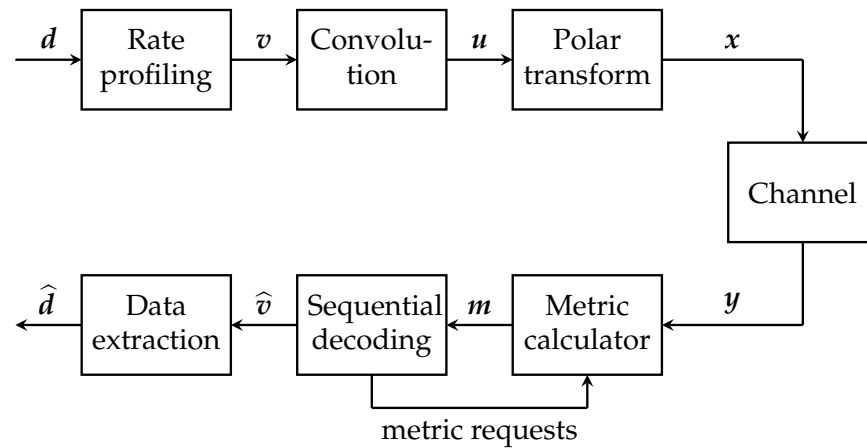 d
Rate
profiling
v
Convolu-
tion
u
Polar
transform
x
Channel
d̂
Data
extraction
v̂
Sequential
decoding
m
Metric
calculator
y
metric requests